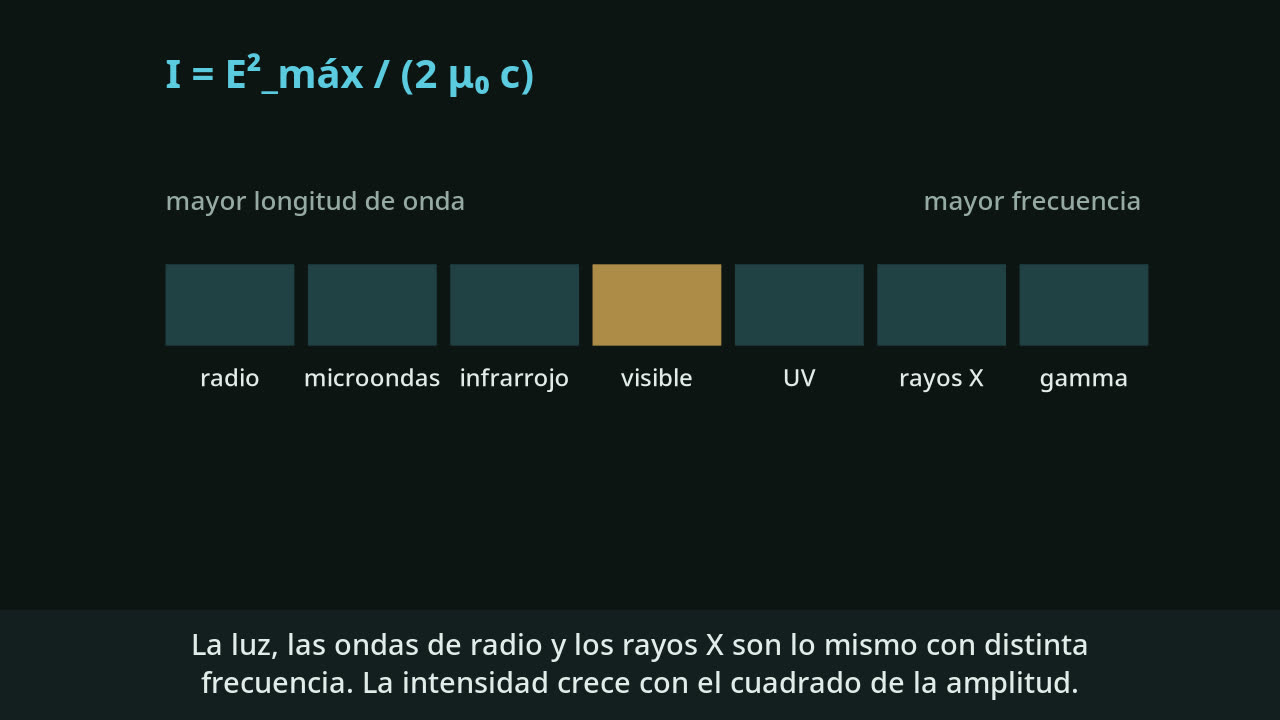 I = E²_máx / (2 μ₀ c)
mayor longitud de onda
mayor frecuencia
radio
microondas
infrarrojo
visible
UV
rayos X
gamma
La luz, las ondas de radio y los rayos X son lo mismo con distinta
frecuencia. La intensidad crece con el cuadrado de la amplitud.